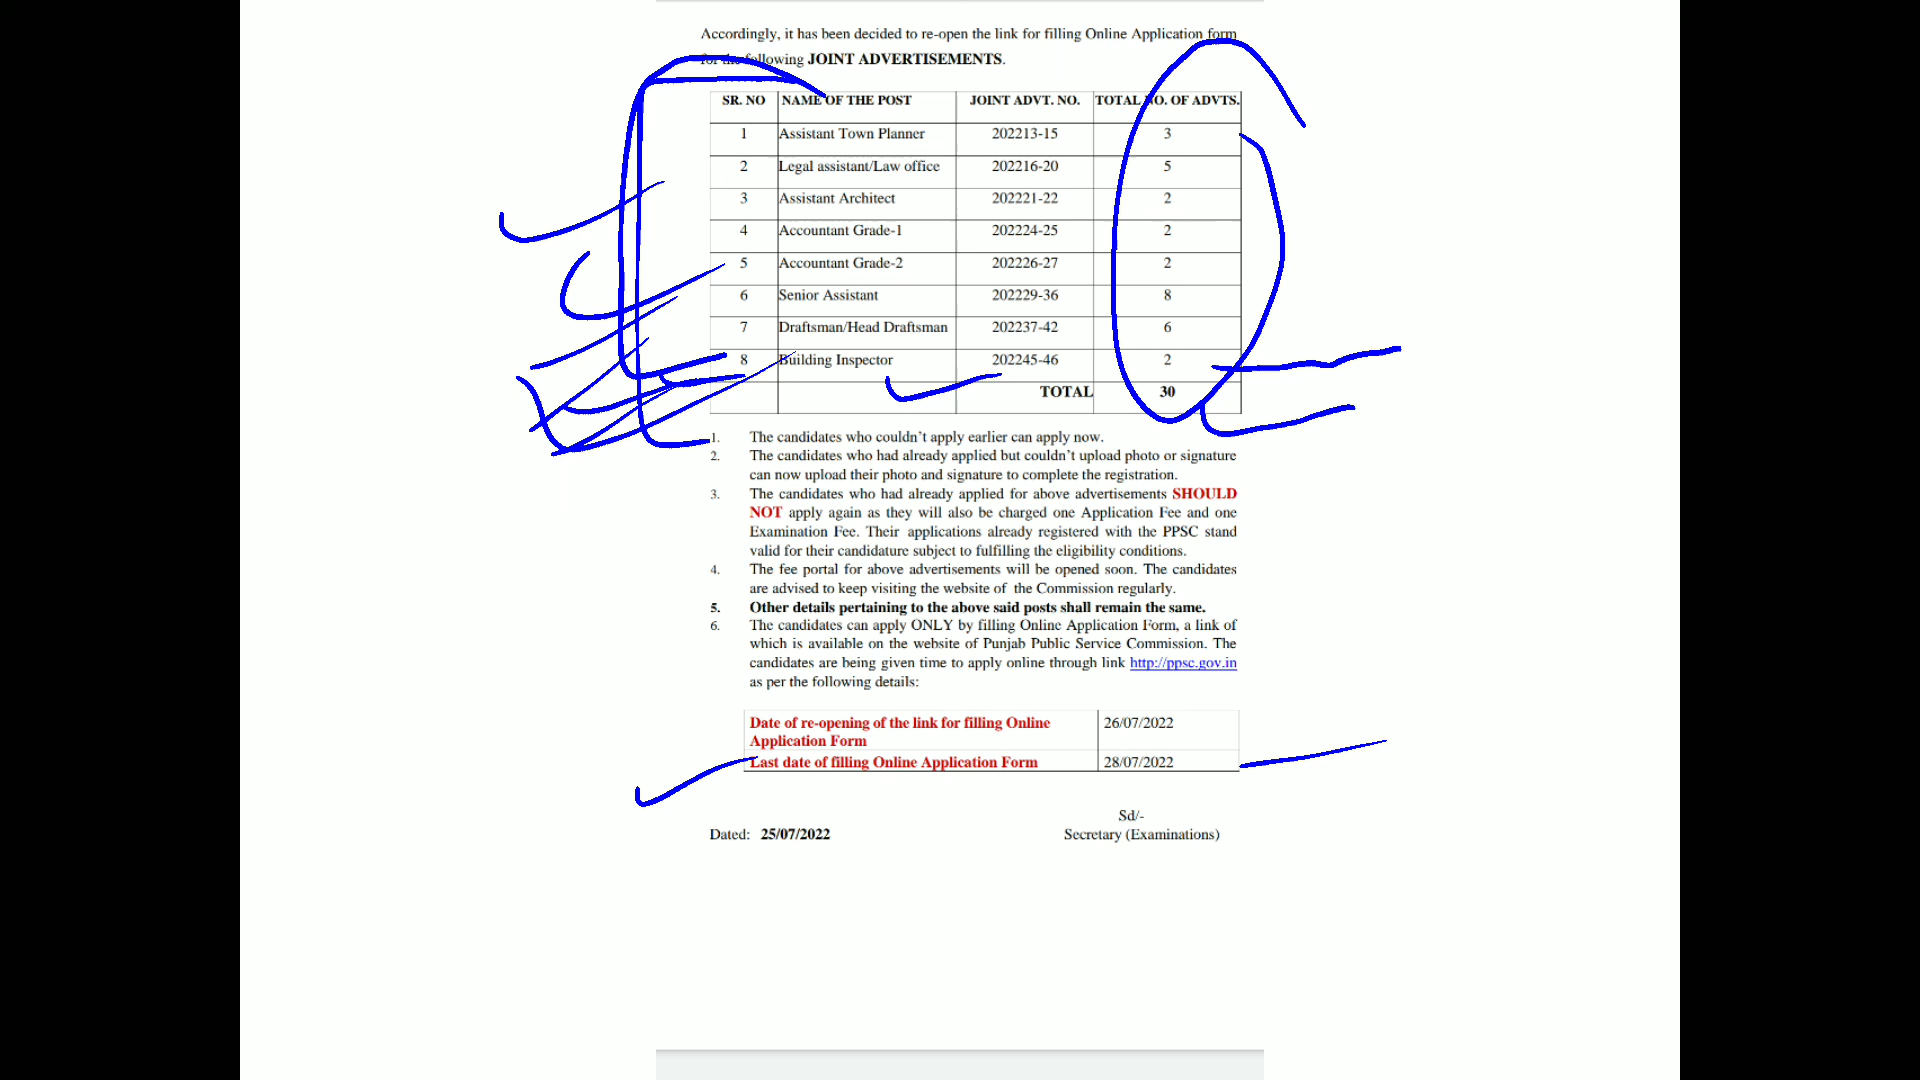 Accordingly, it has been decided to re-open the link for filling Online Application form
for the following JOINT ADVERTISEMENTS.
SR. NO NAME OF THE POST JOINT ADVT. NO. TOTAL NO. OF ADVTS.
1 Assistant Town Planner 202213-15 3
2 Legal assistant/Law office 202216-20 5
3 Assistant Architect 202221-22 2
4 Accountant Grade-1 202224-25 2
5 Accountant Grade-2 202226-27 2
6 Senior Assistant 202229-36 8
7 Draftsman/Head Draftsman 202237-42 6
8 Building Inspector 202245-46 2
TOTAL 30
1. The candidates who couldn't apply earlier can apply now.
2. The candidates who had already applied but couldn't upload photo or signature
can now upload their photo and signature to complete the registration.
3. The candidates who had already applied for above advertisements SHOULD
NOT apply again as they will also be charged one Application Fee and one
Examination Fee. Their applications already registered with the PPSC stand
valid for their candidature subject to fulfilling the eligibility conditions.
4. The fee portal for above advertisements will be opened soon. The candidates
are advised to keep visiting the website of the Commission regularly.
5. Other details pertaining to the above said posts shall remain the same.
6. The candidates can apply ONLY by filling Online Application Form, a link of
which is available on the website of Punjab Public Service Commission. The
candidates are being given time to apply online through link http://ppsc.gov.in
as per the following details:
Date of re-opening of the link for filling Online 26/07/2022
Application Form
Last date of filling Online Application Form 28/07/2022
Sd/-
Dated: 25/07/2022 Secretary (Examinations)